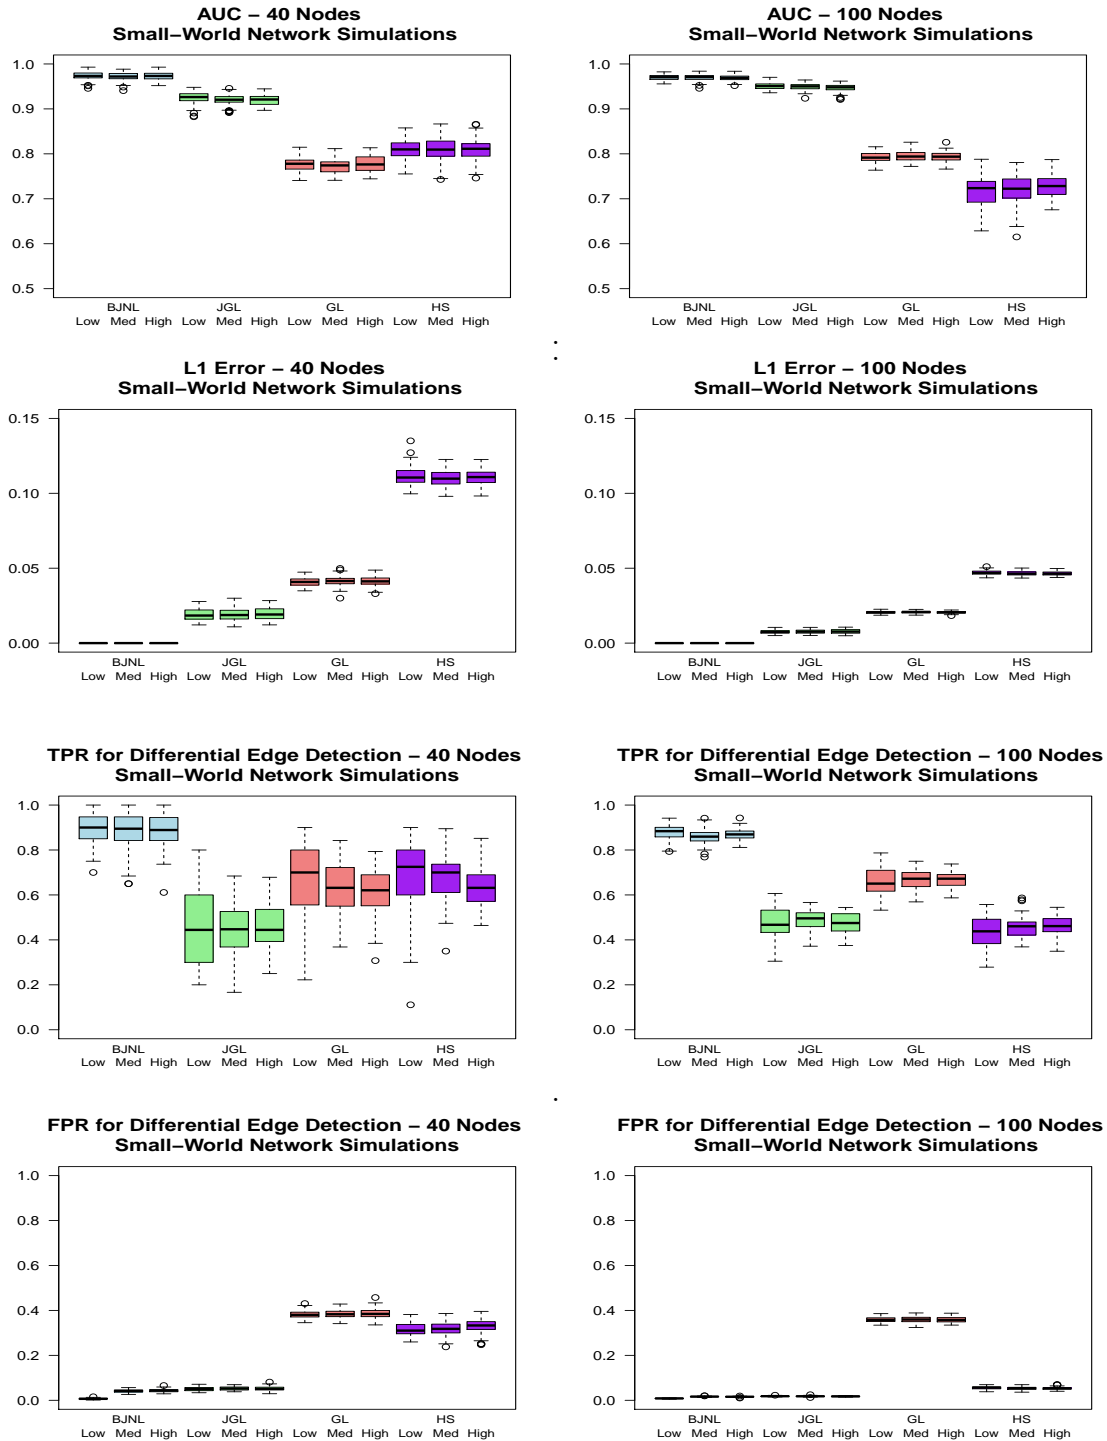 AUC – 40 Nodes
Small–World Network Simulations
1.0
0.9
0.8
0.7
0.6
0.5
BJNL JGL GL HS
Low Med High Low Med High Low Med High Low Med High
AUC – 100 Nodes
Small–World Network Simulations
1.0
0.9
0.8
0.7
0.6
0.5
BJNL JGL GL HS
Low Med High Low Med High Low Med High Low Med High
L1 Error – 40 Nodes
Small–World Network Simulations
0.15
0.10
0.05
0.00
BJNL JGL GL HS
Low Med High Low Med High Low Med High Low Med High
L1 Error – 100 Nodes
Small–World Network Simulations
0.15
0.10
0.05
0.00
BJNL JGL GL HS
Low Med High Low Med High Low Med High Low Med High
TPR for Differential Edge Detection – 40 Nodes
Small–World Network Simulations
1.0
0.8
0.6
0.4
0.2
0.0
BJNL JGL GL HS
Low Med High Low Med High Low Med High Low Med High
TPR for Differential Edge Detection – 100 Nodes
Small–World Network Simulations
1.0
0.8
0.6
0.4
0.2
0.0
BJNL JGL GL HS
Low Med High Low Med High Low Med High Low Med High
FPR for Differential Edge Detection – 40 Nodes
Small–World Network Simulations
1.0
0.8
0.6
0.4
0.2
0.0
BJNL JGL GL HS
Low Med High Low Med High Low Med High Low Med High
FPR for Differential Edge Detection – 100 Nodes
Small–World Network Simulations
1.0
0.8
0.6
0.4
0.2
0.0
BJNL JGL GL HS
Low Med High Low Med High Low Med High Low Med High